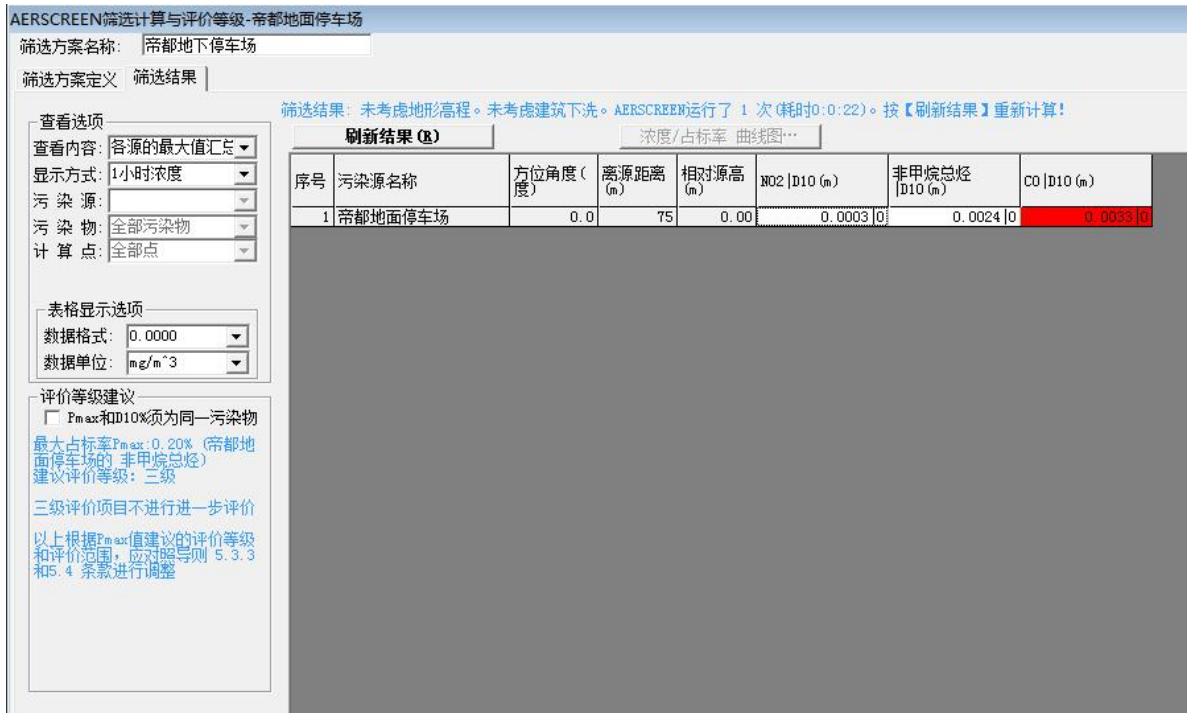 AERSCREEN筛选计算与评价等级-帝都地面停车场
筛选方案名称: 帝都地下停车场
筛选方案定义 筛选结果
筛选结果: 未考虑地形高程。未考虑建筑下洗。AERSCREEN运行了 1 次(耗时0:0:22)。按【刷新结果】重新计算!
查看选项
查看内容: 各源的最大值汇总
显示方式: 1小时浓度
污 染 源:
污 染 物: 全部污染物
计 算 点: 全部点
表格显示选项
数据格式: 0.0000
数据单位: mg/m^3
评价等级建议
Pmax和D10%须为同一污染物
最大占标率Pmax:0.20% (帝都地
面停车场的 非甲烷总烃)
建议评价等级: 三级
三级评价项目不进行进一步评价
以上根据Pmax值建议的评价等级
和评价范围, 应对照导则 5.3.3
和5.4 条款进行调整
刷新结果(R) 浓度/占标率 曲线图…
序号 污染源名称 方位角度(度) 离源距离(m) 相对源高(m) NO2|D10(m) 非甲烷总烃|D10(m) CO|D10(m)
1 帝都地面停车场 0.0 75 0.00 0.0003|0 0.0024|0 0.0033|0